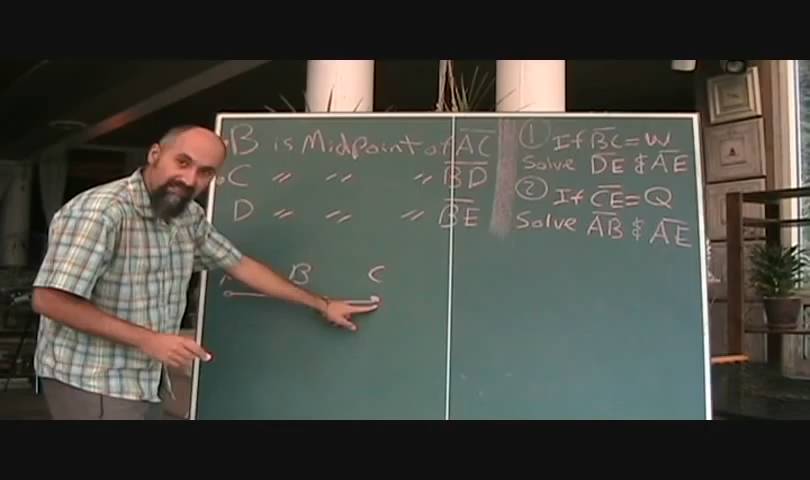 B is Midpoint of AC
C " " " BD
D " " " BE
① If BC = W
Solve DE & AE
② If CE = Q
Solve AB & AE
B C